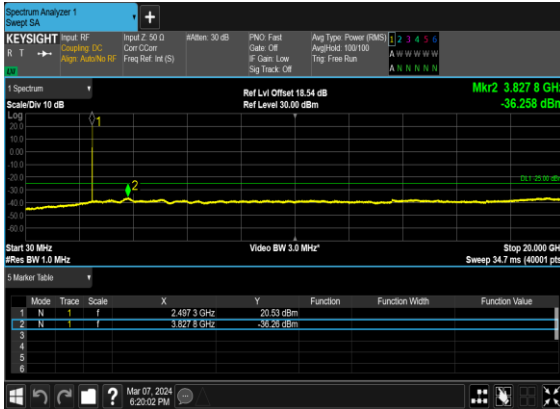 Spectrum Analyzer 1
Swept SA
+
KEYSIGHT
R T
LXI
Input: RF
Coupling: DC
Align: Auto/No RF
Input Z: 50 Ω
Corr CCorr
Freq Ref: Int (S)
#Atten: 30 dB
PNO: Fast
Gate: Off
IF Gain: Low
Sig Track: Off
Avg Type: Power (RMS)
Avg|Hold: 100/100
Trig: Free Run
1 2 3 4 5 6
A W W W W W
A N N N N N
1 Spectrum
Scale/Div 10 dB
Ref Lvl Offset 18.54 dB
Ref Level 30.00 dBm
Mkr2 3.827 8 GHz
-36.258 dBm
Log
20.0
10.0
0.00
-10.0
-20.0
-30.0
-40.0
-50.0
-60.0
1
2
Start 30 MHz
#Res BW 1.0 MHz
Video BW 3.0 MHz*
Stop 20.000 GH
Sweep 34.7 ms (40001 pts
5 Marker Table
Mode Trace Scale X Y Function Function Width Function Value
1 N 1 f 2.497 3 GHz 20.53 dBm
2 N 1 f 3.827 8 GHz -36.26 dBm
3
4
5
6
?
Mar 07, 2024
6:20:02 PM